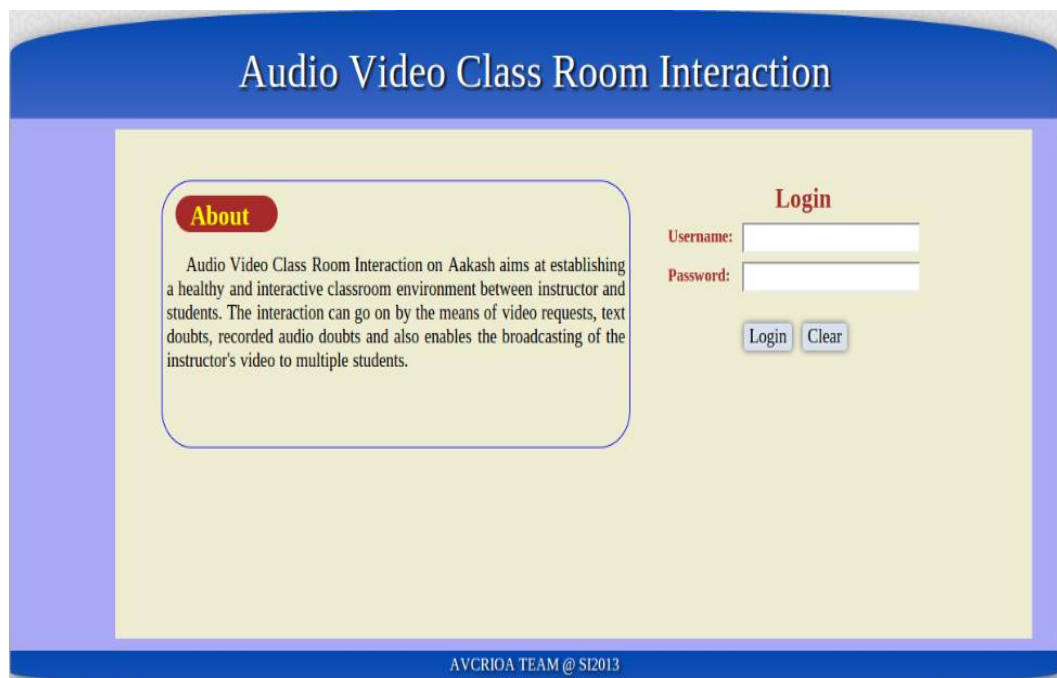 Audio Video Class Room Interaction
About
Audio Video Class Room Interaction on Aakash aims at establishing
a healthy and interactive classroom environment between instructor and
students. The interaction can go on by the means of video requests, text
doubts, recorded audio doubts and also enables the broadcasting of the
instructor's video to multiple students.
Login
Username:
Password:
Login Clear
AVCRIOA TEAM @ SI2013